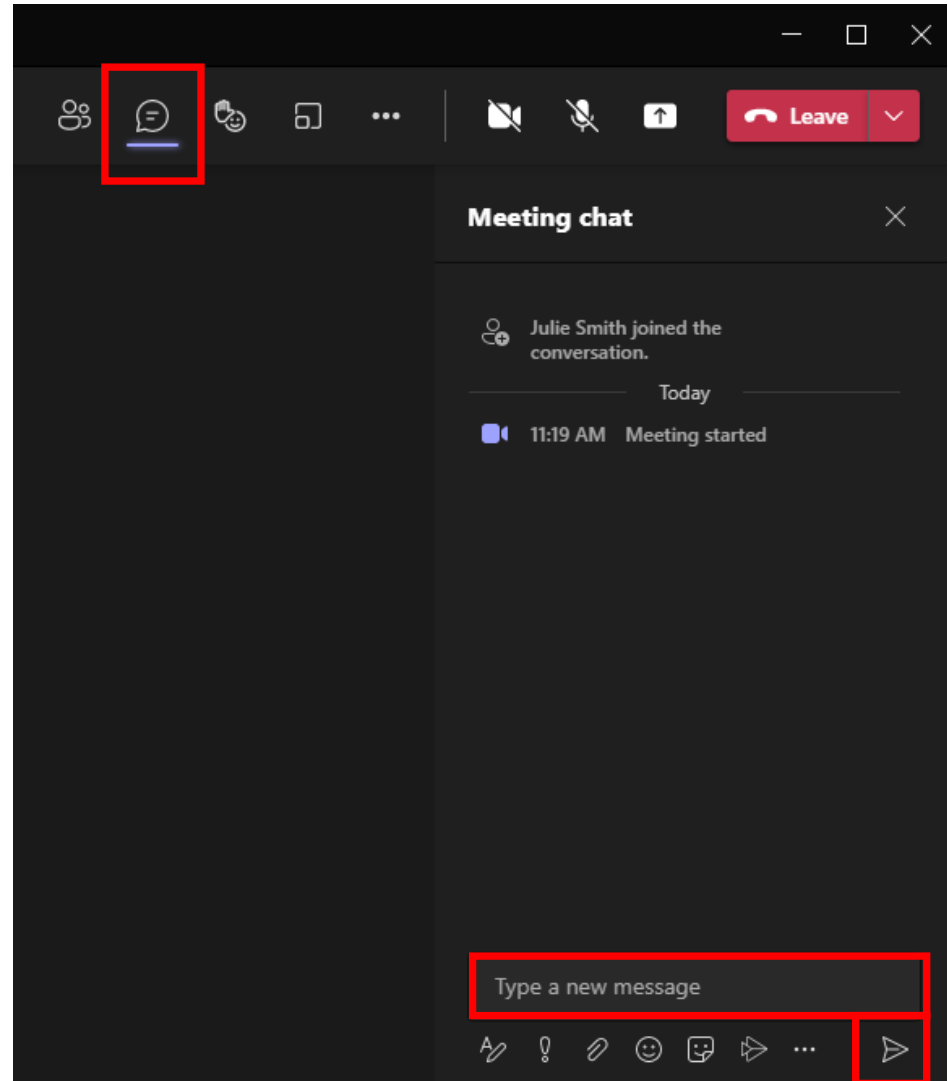 Leave
Meeting chat
Julie Smith joined the
conversation.
Today
11:19 AM Meeting started
Type a new message